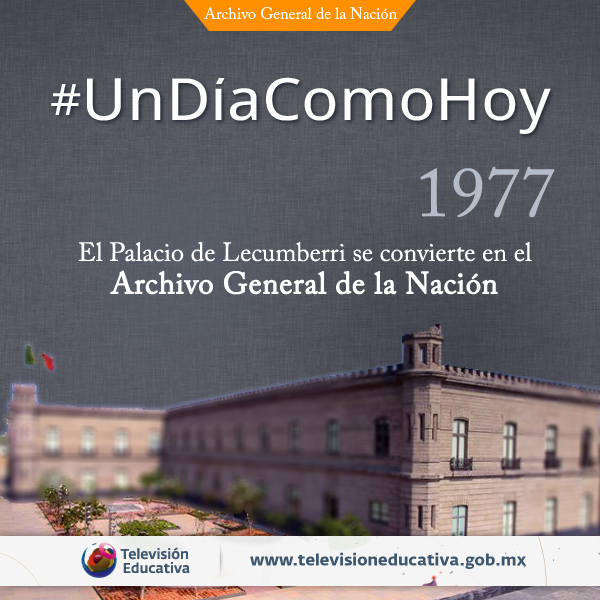 Archivo General de la Nación
#UnDíaComoHoy
1977
El Palacio de Lecumberri se convierte en el
Archivo General de la Nación
Televisión
Educativa
www.televisioneducativa.gob.mx